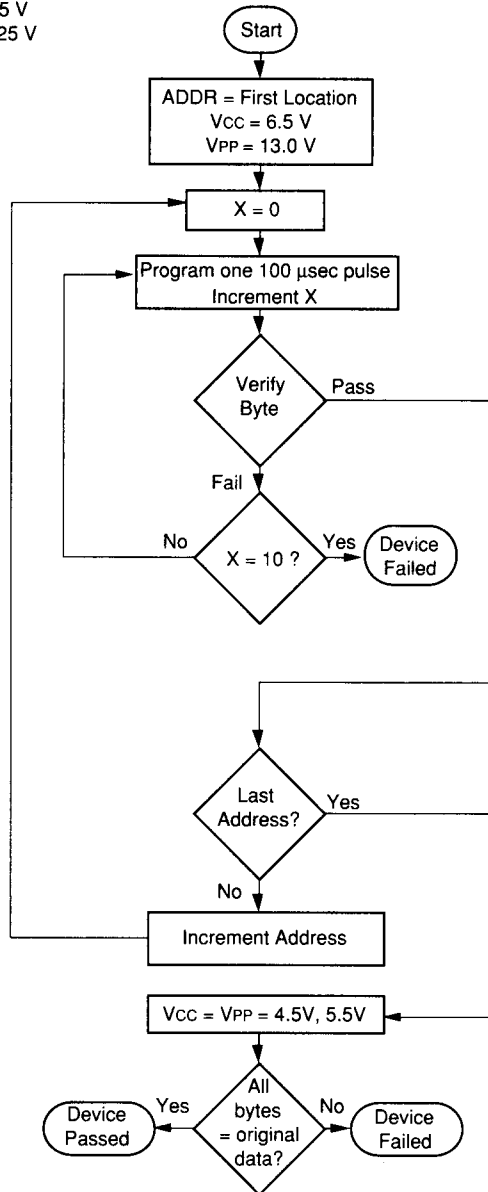 5 V
25 V
Start
ADDR = First Location
VCC = 6.5 V
VPP = 13.0 V
X = 0
Program one 100 μsec pulse
Increment X
Verify
Byte
Pass
Fail
No
X = 10 ?
Yes
Device
Failed
Last
Address?
Yes
No
Increment Address
VCC = VPP = 4.5V, 5.5V
Device
Passed
Yes
All
bytes
= original
data?
No
Device
Failed